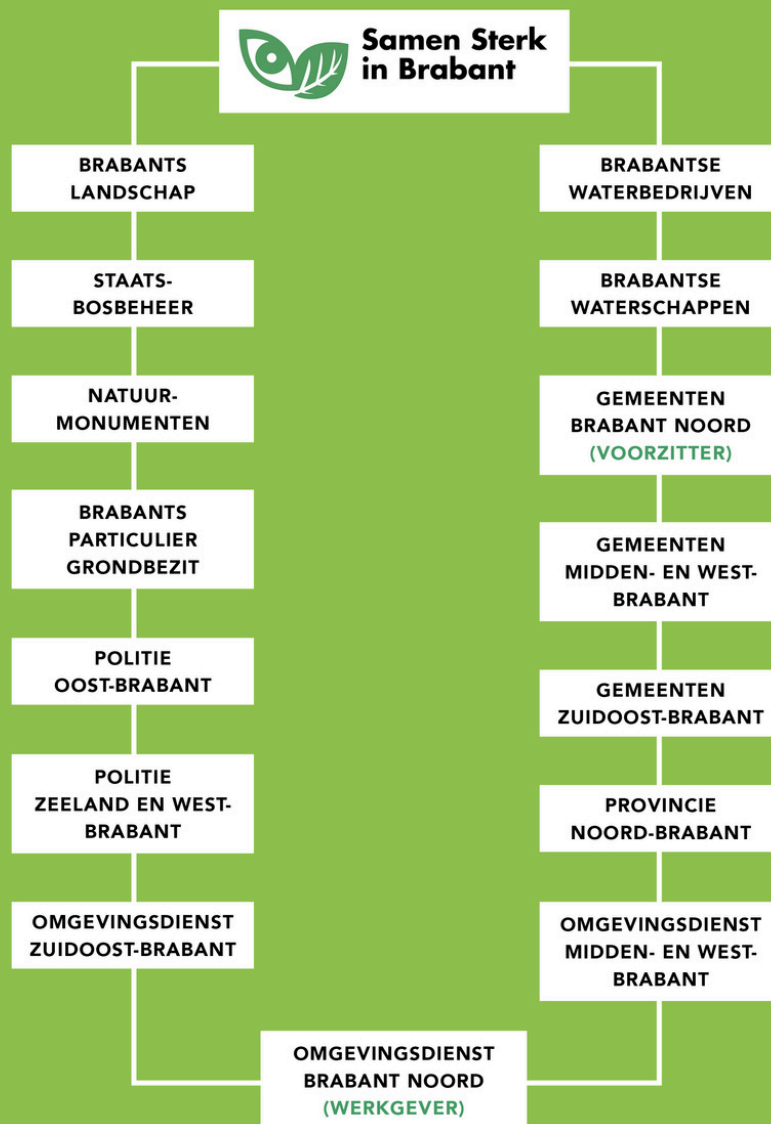 Samen Sterk
in Brabant
BRABANTS
LANDSCHAP
STAATS-
BOSBEHEER
NATUUR-
MONUMENTEN
BRABANTS
PARTICULIER
GRONDBEZIT
POLITIE
OOST-BRABANT
POLITIE
ZEELAND EN WEST-
BRABANT
OMGEVINGSDIENST
ZUIDOOST-BRABANT
BRABANTSE
WATERBEDRIJVEN
BRABANTSE
WATERSCHAPPEN
GEMEENTEN
BRABANT NOORD
(VOORZITTER)
GEMEENTEN
MIDDEN- EN WEST-
BRABANT
GEMEENTEN
ZUIDOOST-BRABANT
PROVINCIE
NOORD-BRABANT
OMGEVINGSDIENST
MIDDEN- EN WEST-
BRABANT
OMGEVINGSDIENST
BRABANT NOORD
(WERKGEVER)